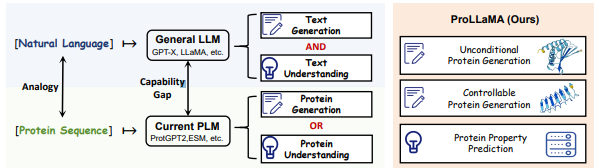 [Natural Language]
General LLM
GPT-X, LLaMA, etc.
Text
Generation
AND
Text
Understanding
Analogy
Capability
Gap
[Protein Sequence]
Current PLM
ProtGPT2,ESM, etc.
Protein
Generation
OR
Protein
Understanding
ProLLaMA (Ours)
Unconditional
Protein Generation
Controllable
Protein Generation
Protein Property
Prediction